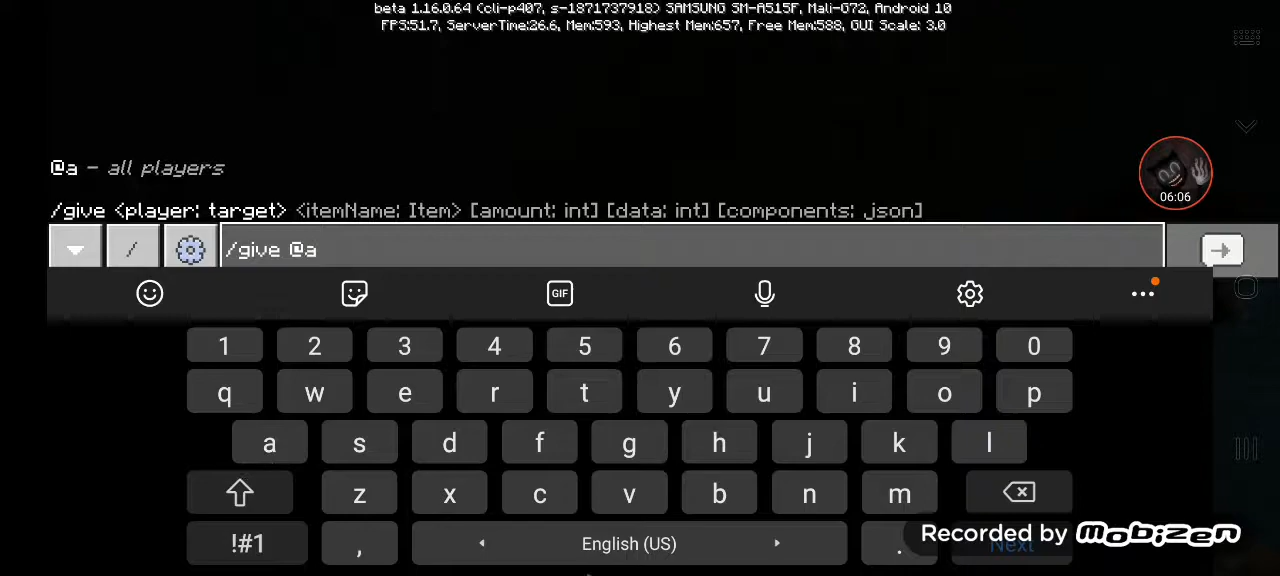 beta 1.16.0.64 (cli-p407, s-1871737918) SAMSUNG SM-A515F, Mali-G72, Android 10
FPS:51.7, ServerTime:26.6, Mem:593, Highest Mem:657, Free Mem:588, GUI Scale: 3.0
@a - all players
06:06
/give <player: target> <itemName: Item> [amount: int] [data: int] [components: json]
/
/give @a
GIF
1 2 3 4 5 6 7 8 9 0
q w e r t y u i o p
a s d f g h j k l
z x c v b n m
!#1 , English (US) .
Next
Recorded by mobizen